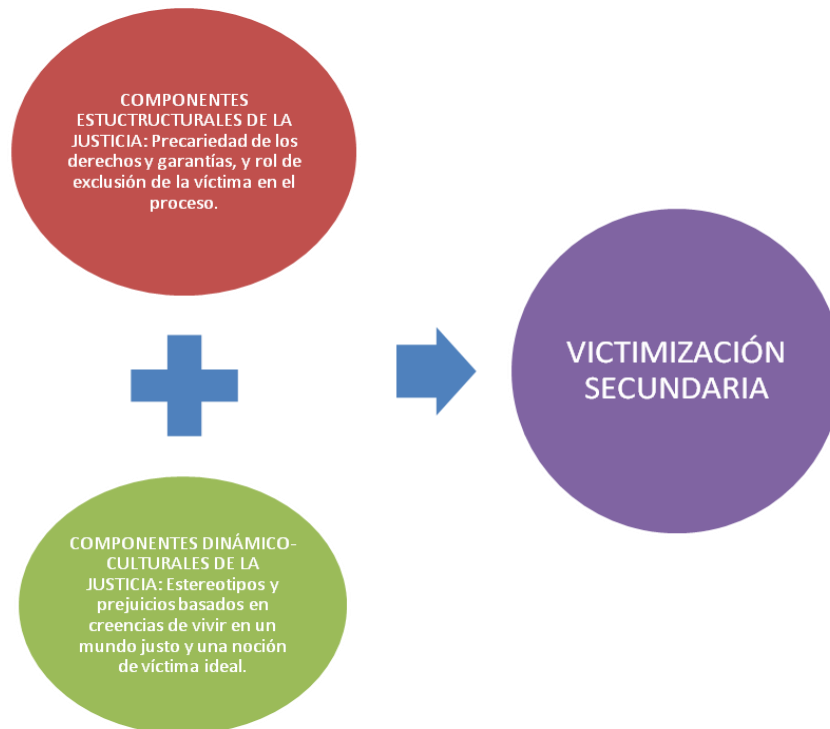 COMPONENTES
ESTUCTRUCTURALES DE LA
JUSTICIA: Precariedad de los
derechos y garantías, y rol de
exclusión de la víctima en el
proceso.
VICTIMIZACIÓN
SECUNDARIA
COMPONENTES DINÁMICO-
CULTURALES DE LA
JUSTICIA: Estereotipos y
prejuicios basados en
creencias de vivir en un
mundo justo y una noción
de víctima ideal.